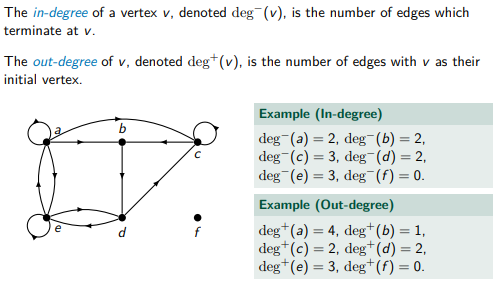 The in-degree of a vertex v, denoted deg⁻(v), is the number of edges which
terminate at v.
The out-degree of v, denoted deg⁺(v), is the number of edges with v as their
initial vertex.
a
b
c
e
d
f
Example (In-degree)
deg⁻(a) = 2, deg⁻(b) = 2,
deg⁻(c) = 3, deg⁻(d) = 2,
deg⁻(e) = 3, deg⁻(f) = 0.
Example (Out-degree)
deg⁺(a) = 4, deg⁺(b) = 1,
deg⁺(c) = 2, deg⁺(d) = 2,
deg⁺(e) = 3, deg⁺(f) = 0.